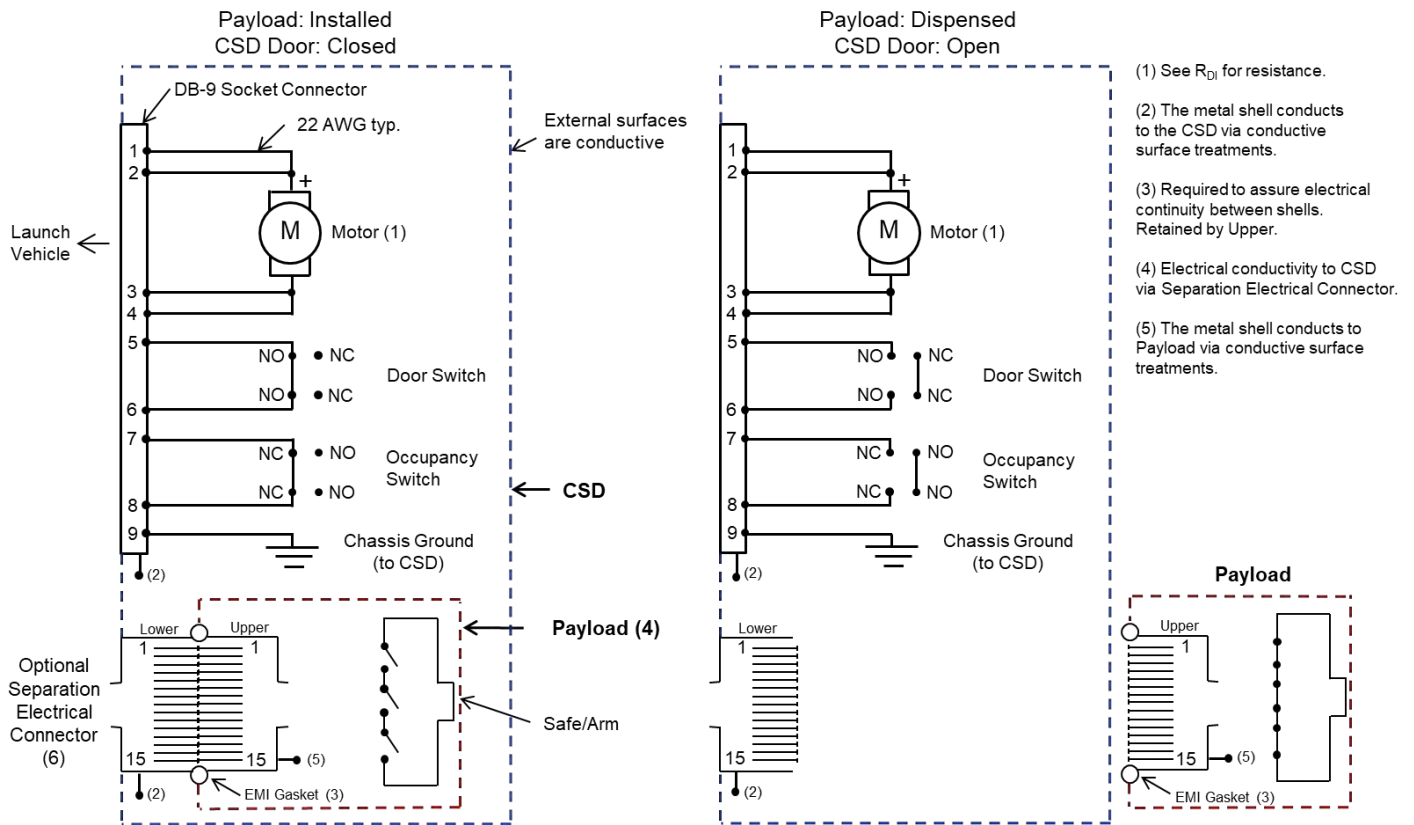 Payload: Installed
CSD Door: Closed
DB-9 Socket Connector
22 AWG typ.
External surfaces
are conductive
Launch
Vehicle
1
2
3
4
5
6
7
8
9
+
M
Motor (1)
NO
NC
NO
NC
Door Switch
NC
NO
NC
NO
Occupancy
Switch
CSD
Chassis Ground
(to CSD)
(2)
Lower
Upper
1
1
15
15
(5)
(2)
Optional
Separation
Electrical
Connector
(6)
Payload (4)
Safe/Arm
EMI Gasket (3)
Payload: Dispensed
CSD Door: Open
1
2
3
4
5
6
7
8
9
+
M
Motor (1)
NO
NC
NO
NC
Door Switch
NC
NO
NC
NO
Occupancy
Switch
Chassis Ground
(to CSD)
(2)
Lower
1
15
(2)
Payload
Upper
1
15
(5)
EMI Gasket (3)
(1) See RDI for resistance.
(2) The metal shell conducts
to the CSD via conductive
surface treatments.
(3) Required to assure electrical
continuity between shells.
Retained by Upper.
(4) Electrical conductivity to CSD
via Separation Electrical Connector.
(5) The metal shell conducts to
Payload via conductive surface
treatments.